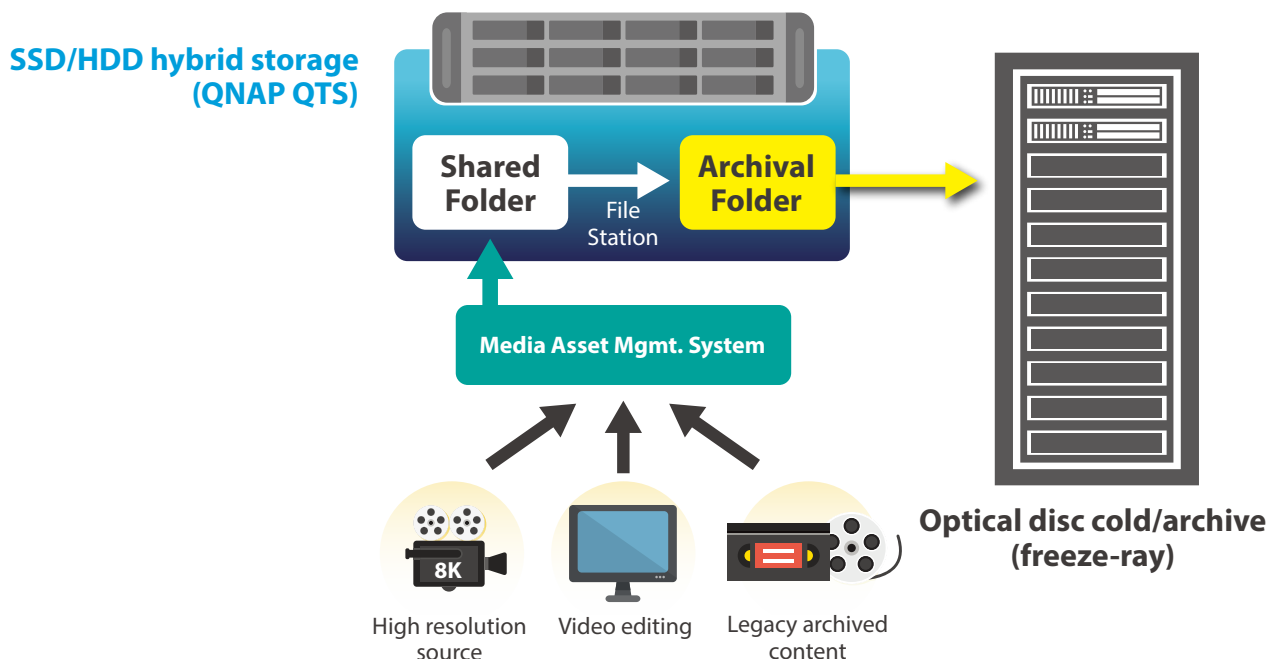 SSD/HDD hybrid storage
(QNAP QTS)
Shared
Folder
File
Station
Archival
Folder
Media Asset Mgmt. System
8K
High resolution
source
Video editing
Legacy archived
content
Optical disc cold/archive
(freeze-ray)